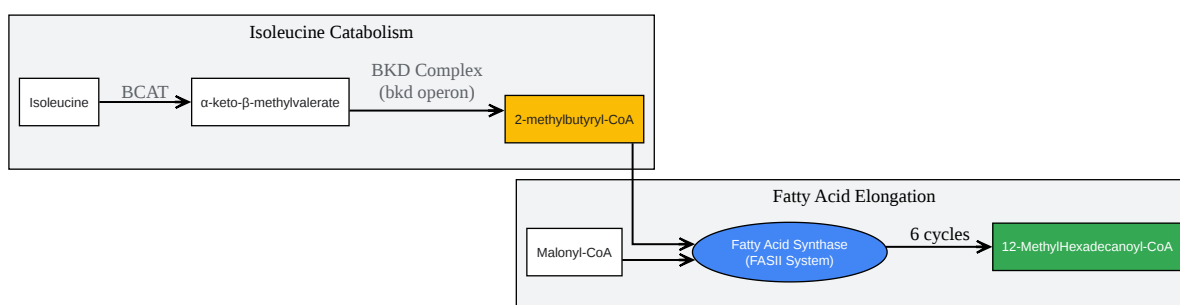 Isoleucine Catabolism
Isoleucine
BCAT
α-keto-β-methylvalerate
BKD Complex
(bkd operon)
2-methylbutyryl-CoA
Fatty Acid Elongation
Malonyl-CoA
Fatty Acid Synthase
(FASII System)
6 cycles
12-MethylHexadecanoyl-CoA